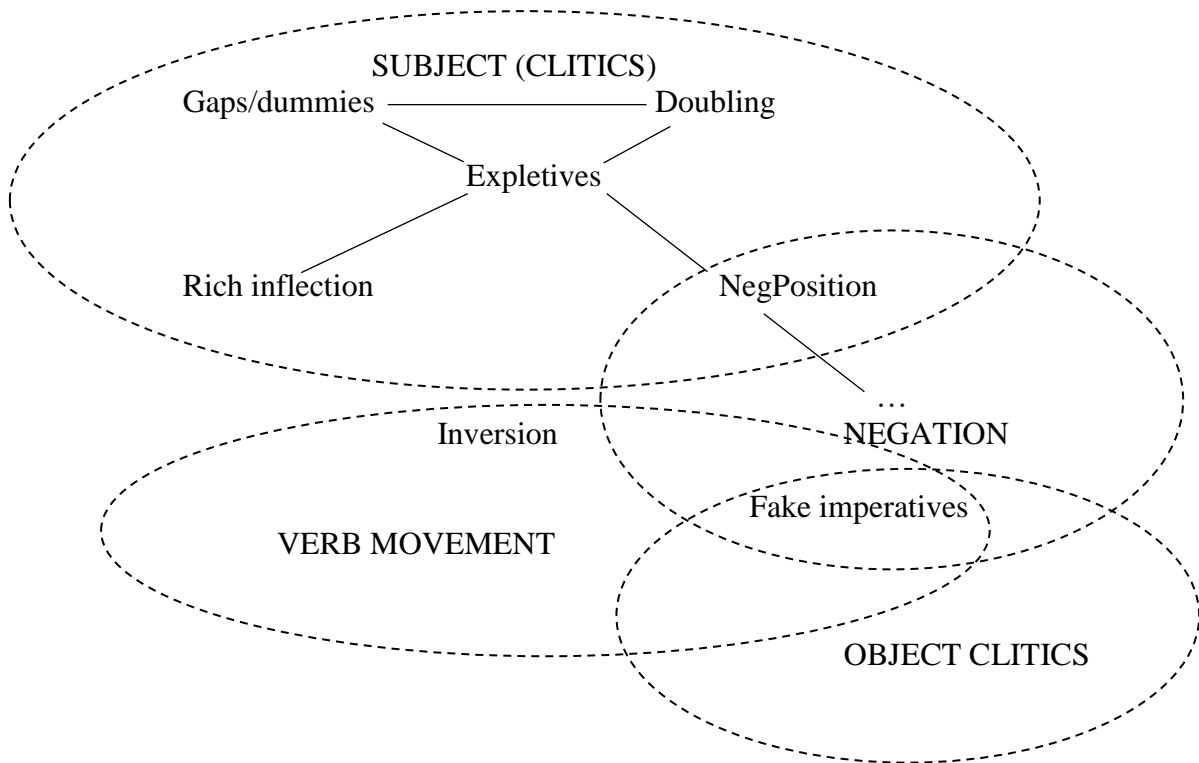 SUBJECT (CLITICS)
Gaps/dummies Doubling
Expletives
Rich inflection NegPosition
…
Inversion NEGATION
Fake imperatives
VERB MOVEMENT
OBJECT CLITICS